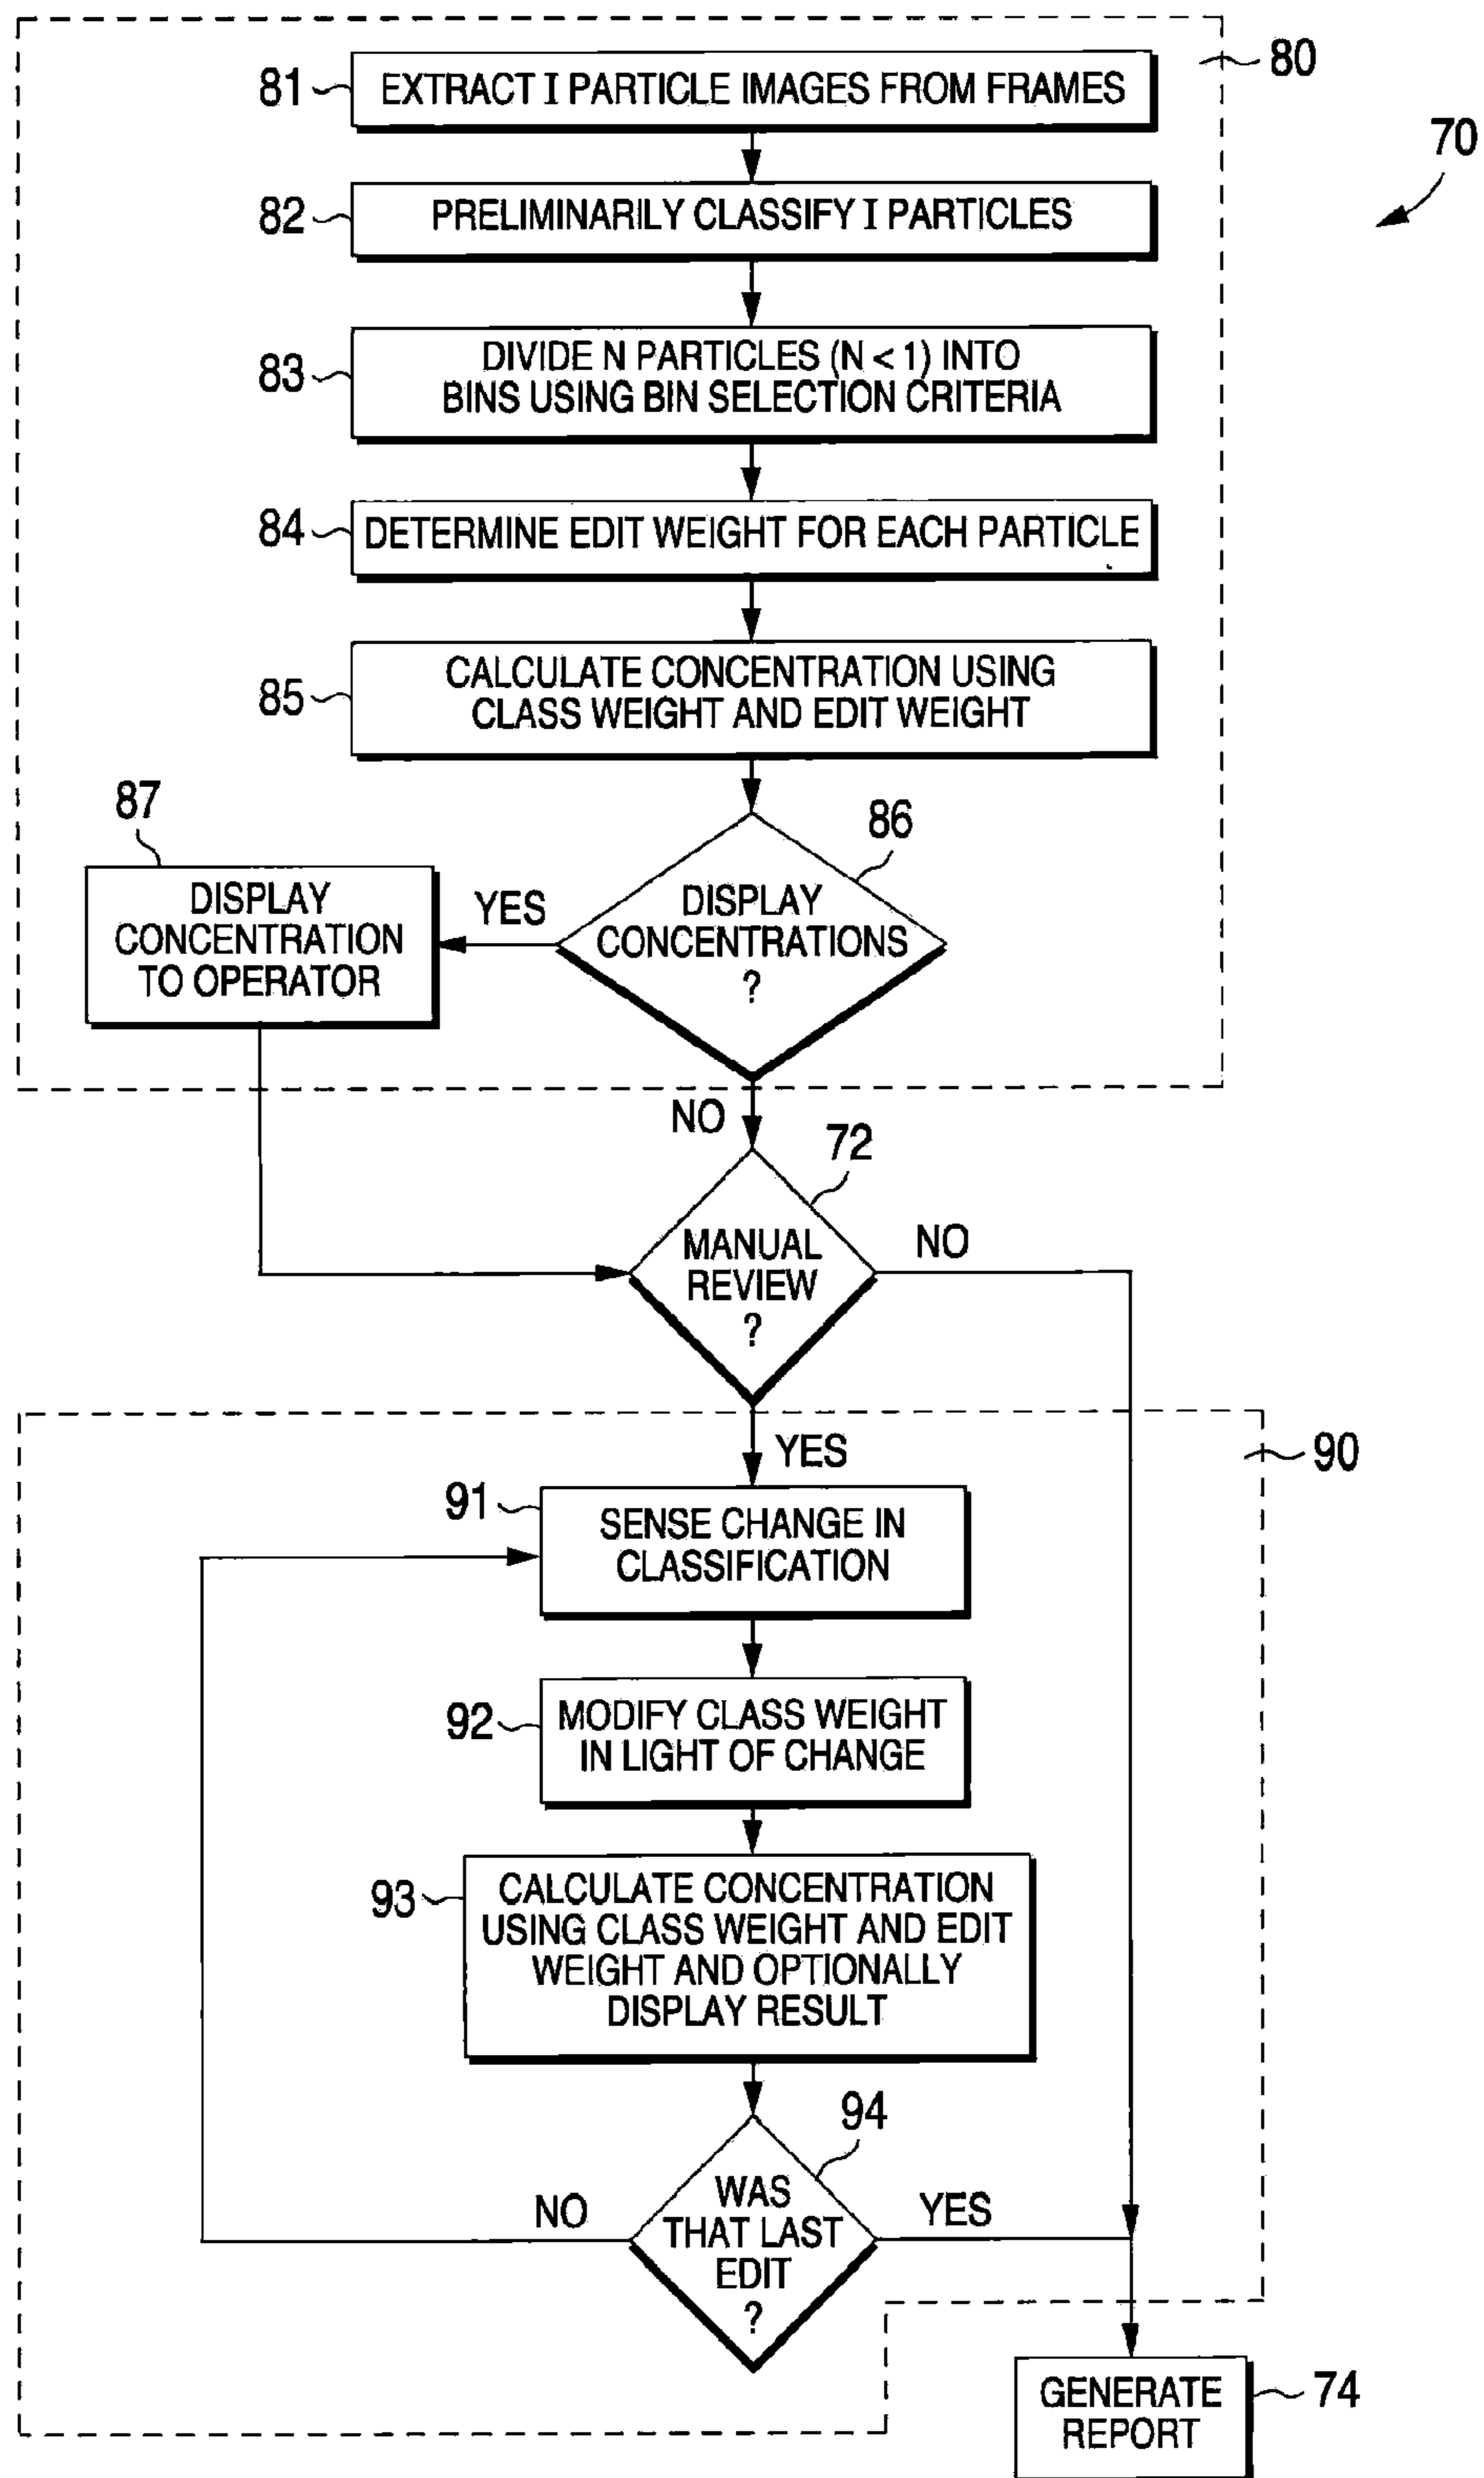 80
70
81
EXTRACT I PARTICLE IMAGES FROM FRAMES
82
PRELIMINARILY CLASSIFY I PARTICLES
83
DIVIDE N PARTICLES (N < 1) INTO
BINS USING BIN SELECTION CRITERIA
84
DETERMINE EDIT WEIGHT FOR EACH PARTICLE
85
CALCULATE CONCENTRATION USING
CLASS WEIGHT AND EDIT WEIGHT
87
86
DISPLAY
CONCENTRATION
TO OPERATOR
YES
DISPLAY
CONCENTRATIONS
?
NO
72
MANUAL
REVIEW
?
NO
YES
90
91
SENSE CHANGE IN
CLASSIFICATION
92
MODIFY CLASS WEIGHT
IN LIGHT OF CHANGE
93
CALCULATE CONCENTRATION
USING CLASS WEIGHT AND EDIT
WEIGHT AND OPTIONALLY
DISPLAY RESULT
94
NO
WAS
THAT LAST
EDIT
?
YES
GENERATE
REPORT
74